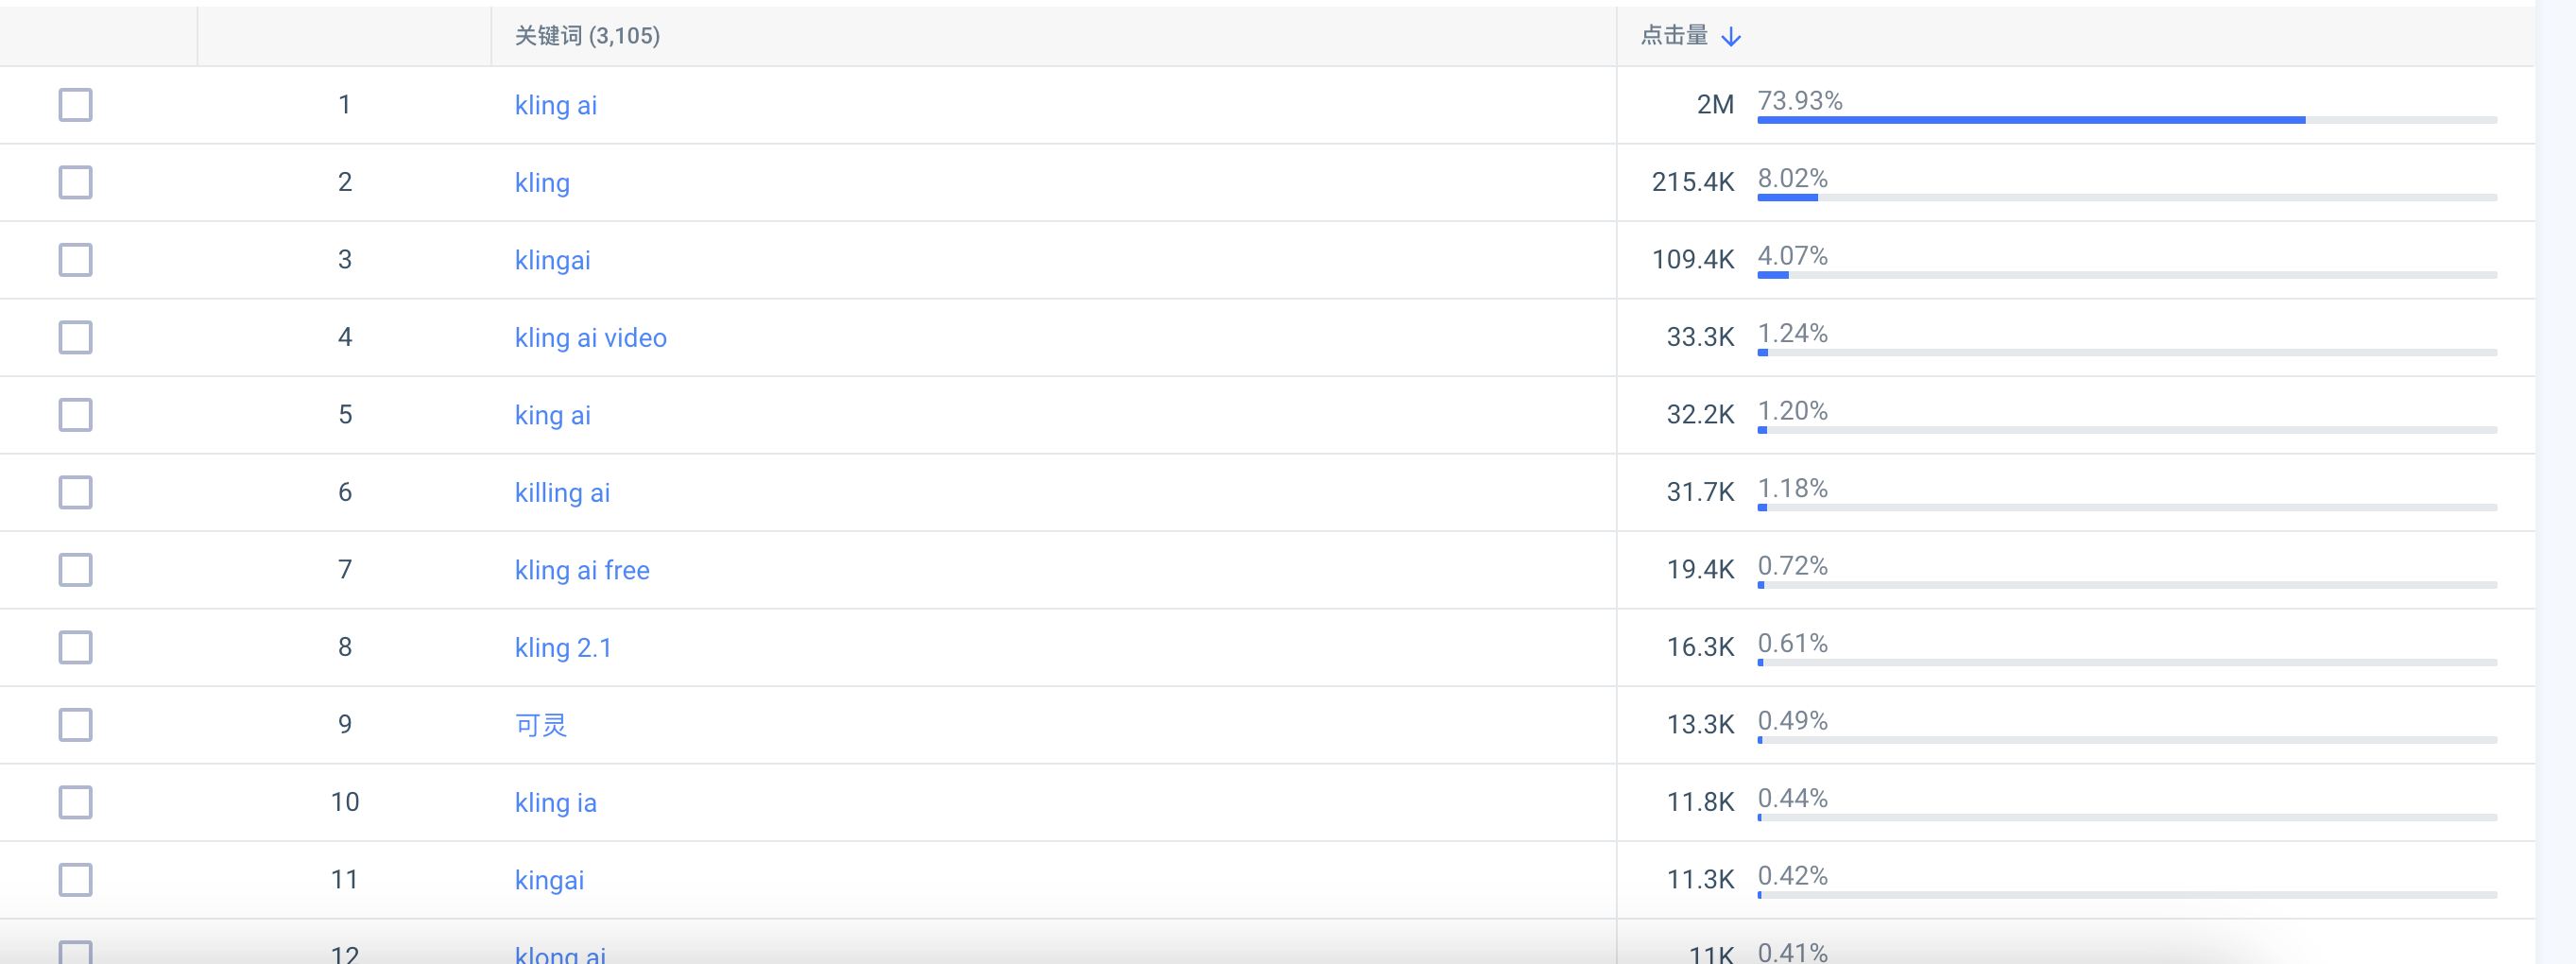 关键词 (3,105) 点击量
1 kling ai 2M 73.93%
2 kling 215.4K 8.02%
3 klingai 109.4K 4.07%
4 kling ai video 33.3K 1.24%
5 king ai 32.2K 1.20%
6 killing ai 31.7K 1.18%
7 kling ai free 19.4K 0.72%
8 kling 2.1 16.3K 0.61%
9 可灵 13.3K 0.49%
10 kling ia 11.8K 0.44%
11 kingai 11.3K 0.42%
12 klong ai 11K 0.41%